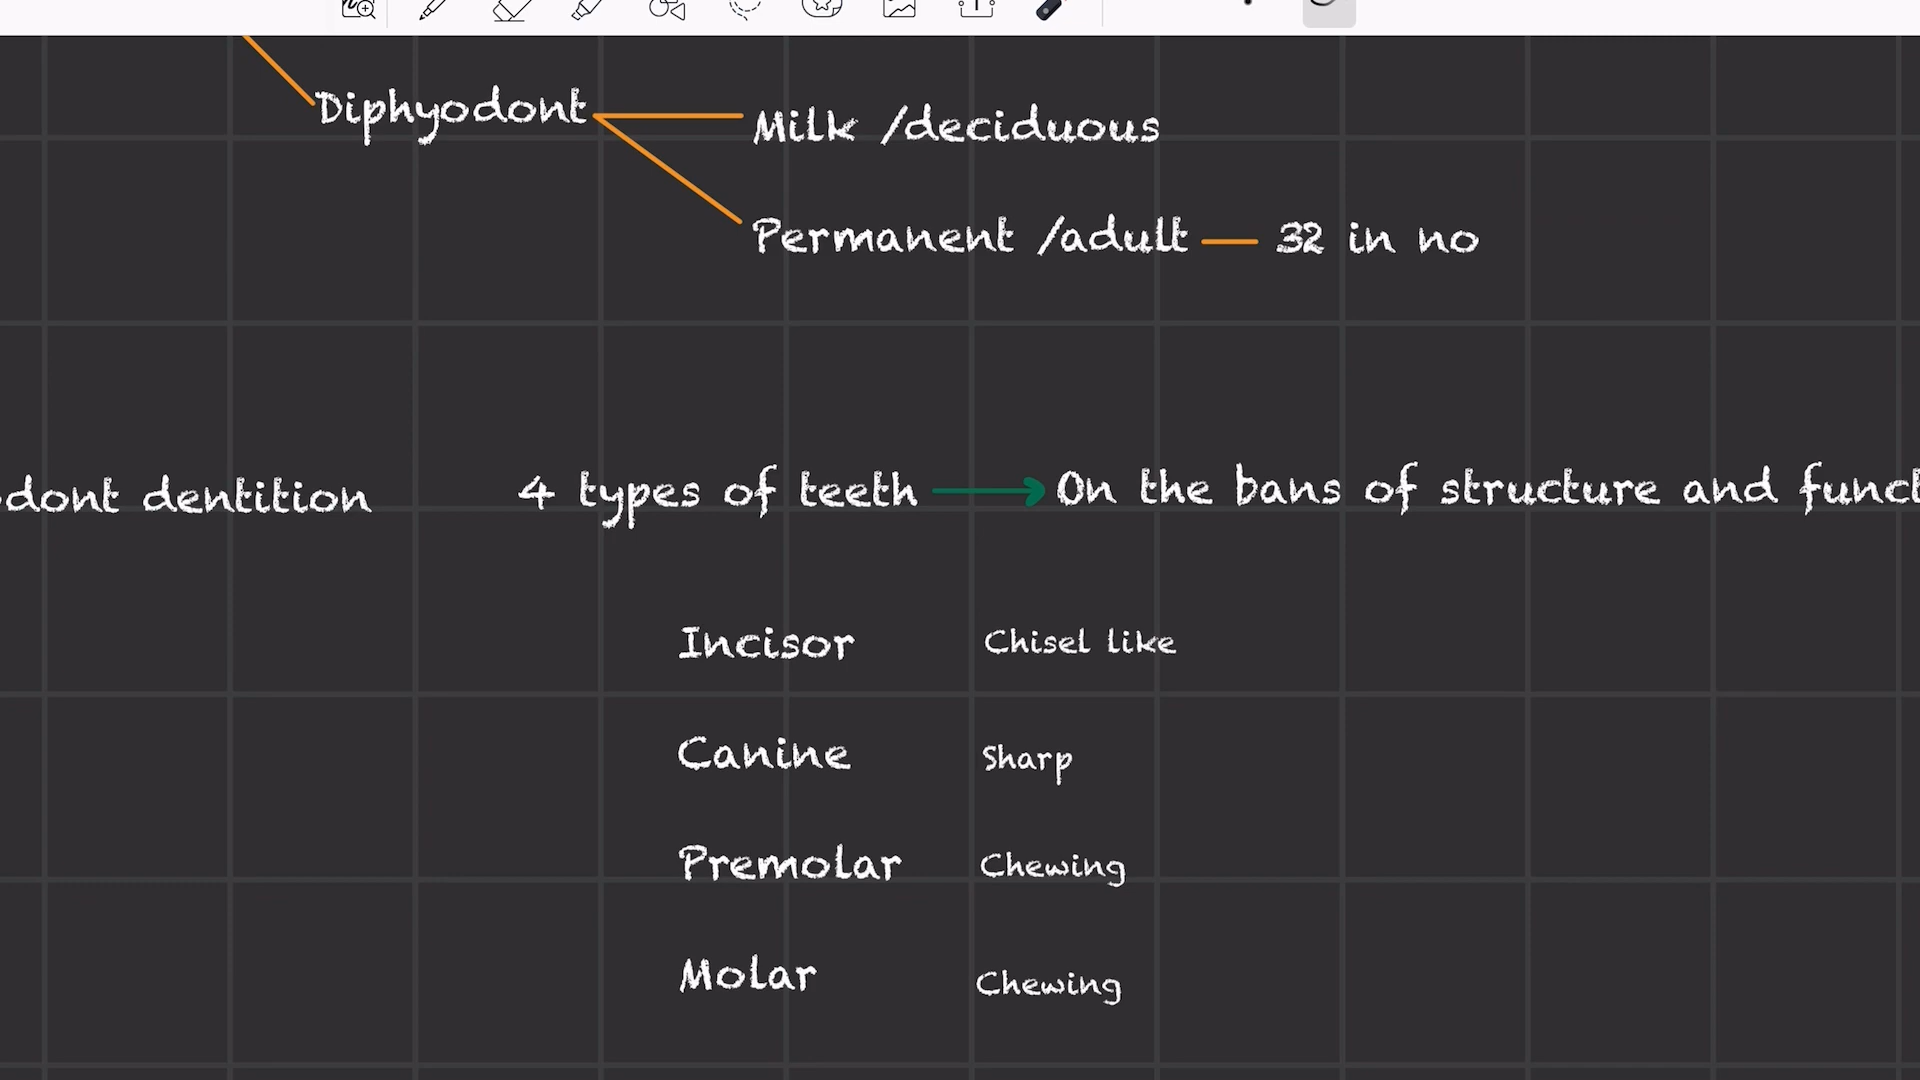 Diphyodont
Milk /deciduous
Permanent /adult 32 in no
dont dentition 4 types of teeth On the bans of structure and funct
Incisor Chisel like
Canine Sharp
Premolar Chewing
Molar Chewing